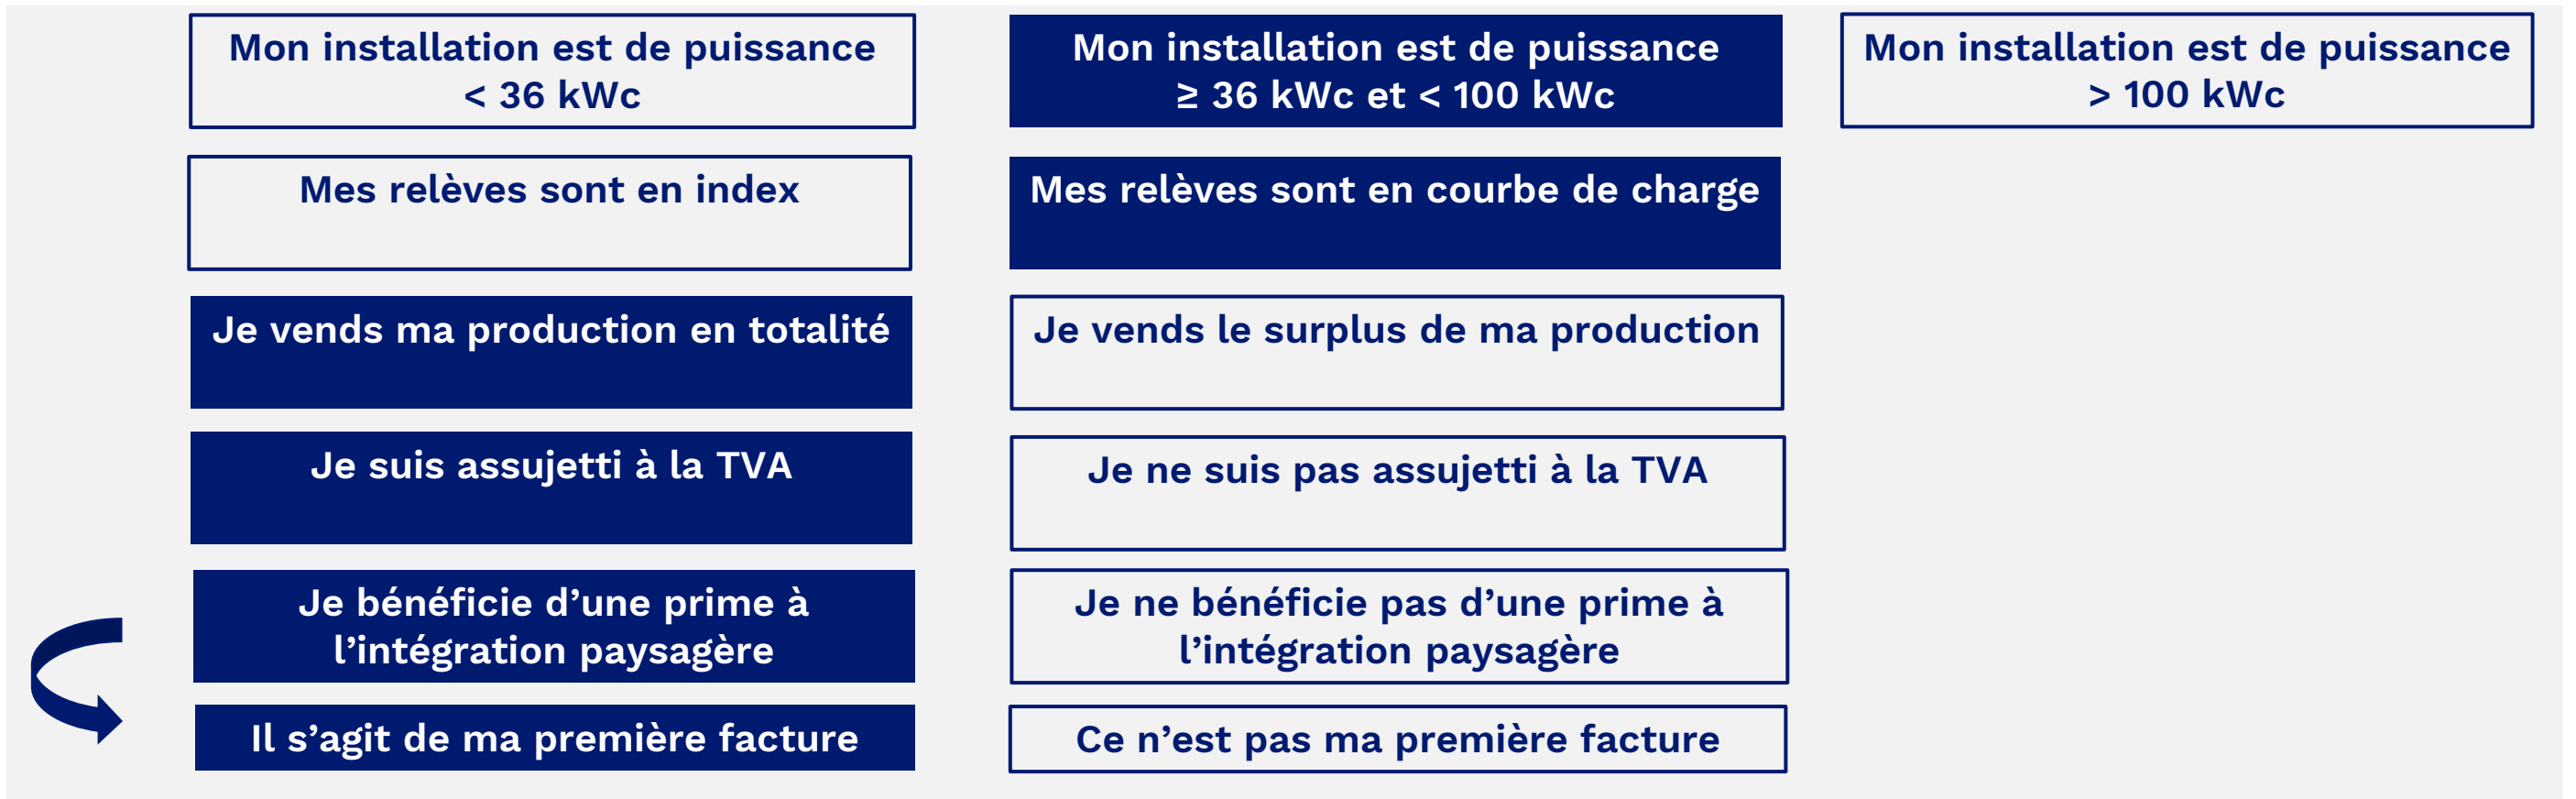 Mon installation est de puissance
< 36 kWc
Mon installation est de puissance
≥ 36 kWc et < 100 kWc
Mon installation est de puissance
> 100 kWc
Mes relèves sont en index
Mes relèves sont en courbe de charge
Je vends ma production en totalité
Je vends le surplus de ma production
Je suis assujetti à la TVA
Je ne suis pas assujetti à la TVA
Je bénéficie d’une prime à
l’intégration paysagère
Je ne bénéficie pas d’une prime à
l’intégration paysagère
Il s’agit de ma première facture
Ce n’est pas ma première facture